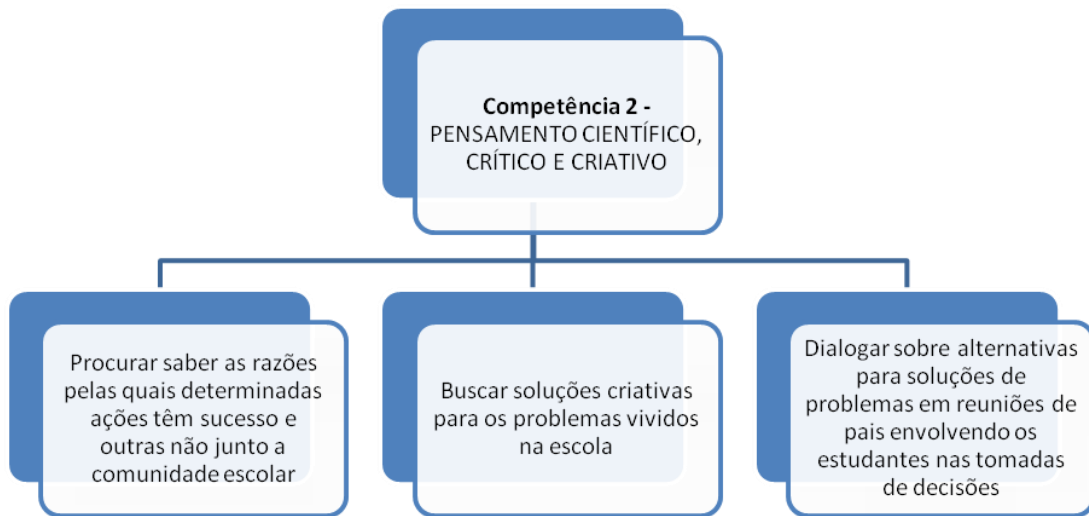 Competência 2 -
PENSAMENTO CIENTÍFICO,
CRÍTICO E CRIATIVO
Procurar saber as razões
pelas quais determinadas
ações têm sucesso e
outras não junto a
comunidade escolar
Buscar soluções criativas
para os problemas vividos
na escola
Dialogar sobre alternativas
para soluções de
problemas em reuniões de
pais envolvendo os
estudantes nas tomadas
de decisões